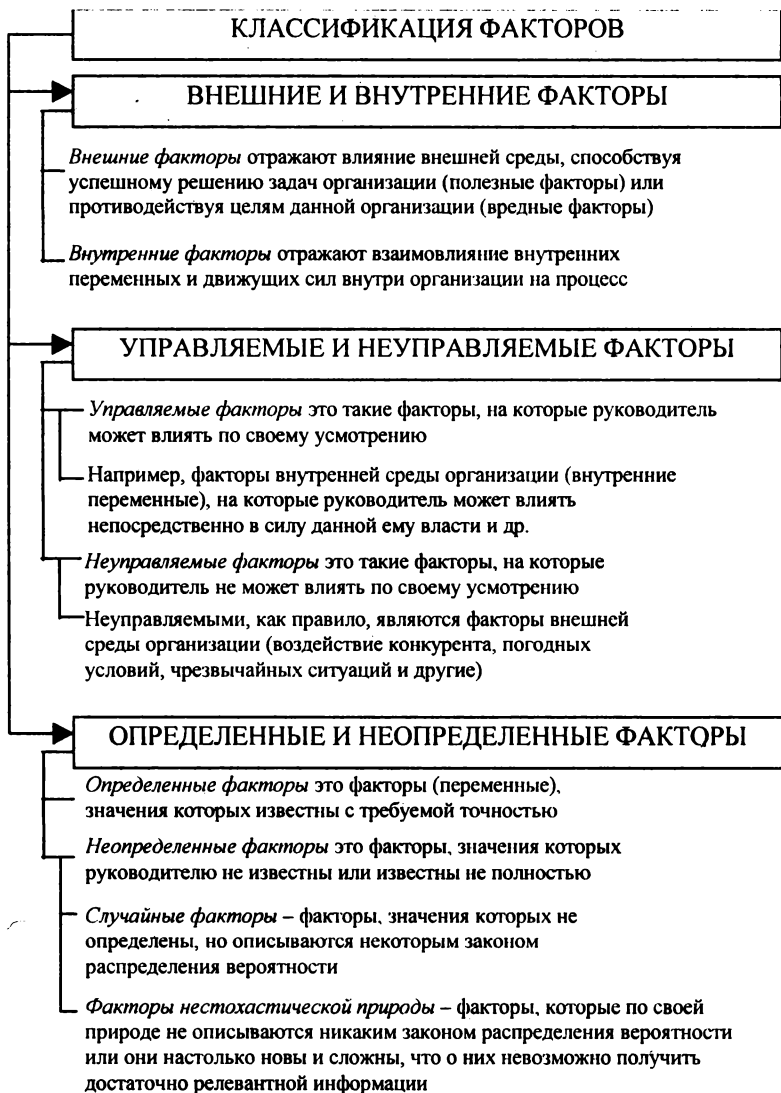 КЛАССИФИКАЦИЯ ФАКТОРОВ
ВНЕШНИЕ И ВНУТРЕННИЕ ФАКТОРЫ
Внешние факторы отражают влияние внешней среды, способствуя
успешному решению задач организации (полезные факторы) или
противодействуя целям данной организации (вредные факторы)
Внутренние факторы отражают взаимовлияние внутренних
переменных и движущих сил внутри организации на процесс
УПРАВЛЯЕМЫЕ И НЕУПРАВЛЯЕМЫЕ ФАКТОРЫ
Управляемые факторы это такие факторы, на которые руководитель
может влиять по своему усмотрению
Например, факторы внутренней среды организации (внутренние
переменные), на которые руководитель может влиять
непосредственно в силу данной ему власти и др.
Неуправляемые факторы это такие факторы, на которые
руководитель не может влиять по своему усмотрению
Неуправляемыми, как правило, являются факторы внешней
среды организации (воздействие конкурента, погодных
условий, чрезвычайных ситуаций и другие)
ОПРЕДЕЛЕННЫЕ И НЕОПРЕДЕЛЕННЫЕ ФАКТОРЫ
Определенные факторы это факторы (переменные),
значения которых известны с требуемой точностью
Неопределенные факторы это факторы, значения которых
руководителю не известны или известны не полностью
Случайные факторы – факторы, значения которых не
определены, но описываются некоторым законом
распределения вероятности
Факторы нестохастической природы – факторы, которые по своей
природе не описываются никаким законом распределения вероятности
или они настолько новы и сложны, что о них невозможно получить
достаточно релевантной информации